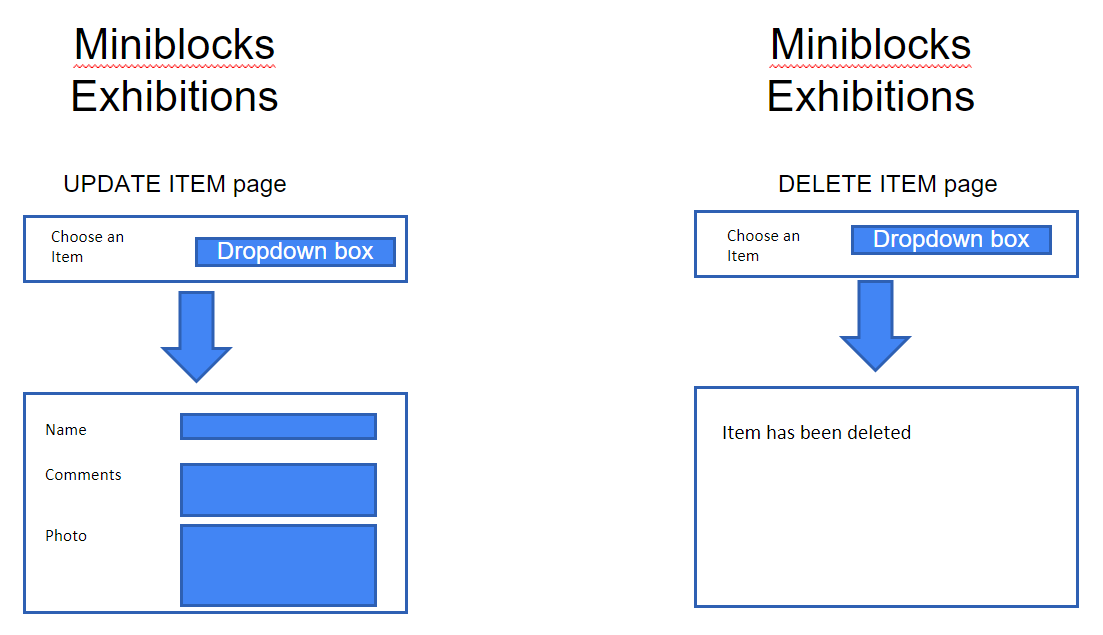 Miniblocks
Exhibitions
UPDATE ITEM page
Choose an
Item
Dropdown box
Name
Comments
Photo
Miniblocks
Exhibitions
DELETE ITEM page
Choose an
Item
Dropdown box
Item has been deleted